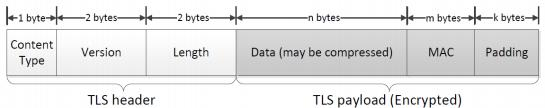 1 byte 2 bytes 2 bytes n bytes m bytes k bytes
Content Type Version Length Data (may be compressed) MAC Padding
TLS header TLS payload (Encrypted)